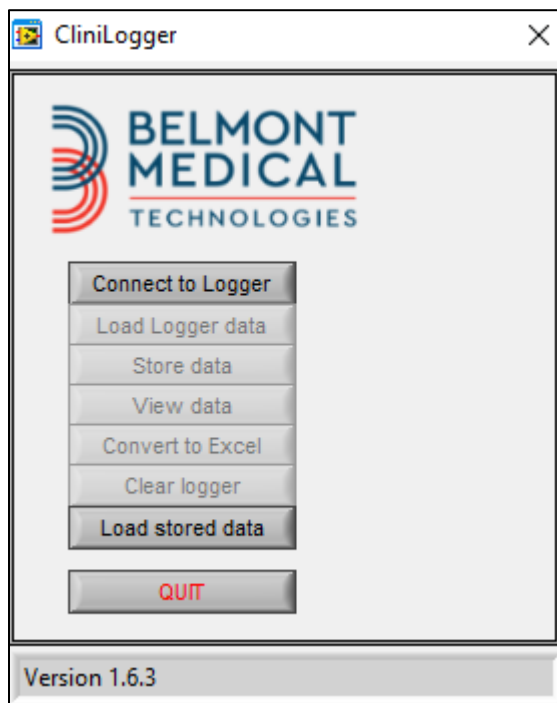 CliniLogger
BELMONT
MEDICAL
TECHNOLOGIES
Connect to Logger
Load Logger data
Store data
View data
Convert to Excel
Clear logger
Load stored data
QUIT
Version 1.6.3